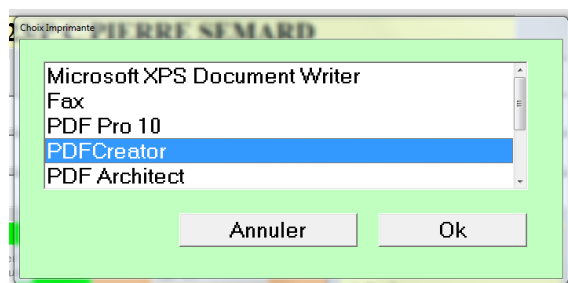 Choix Imprimante
PIERRE SEMARD
Microsoft XPS Document Writer
Fax
PDF Pro 10
PDFCreator
PDF Architect
Annuler
Ok